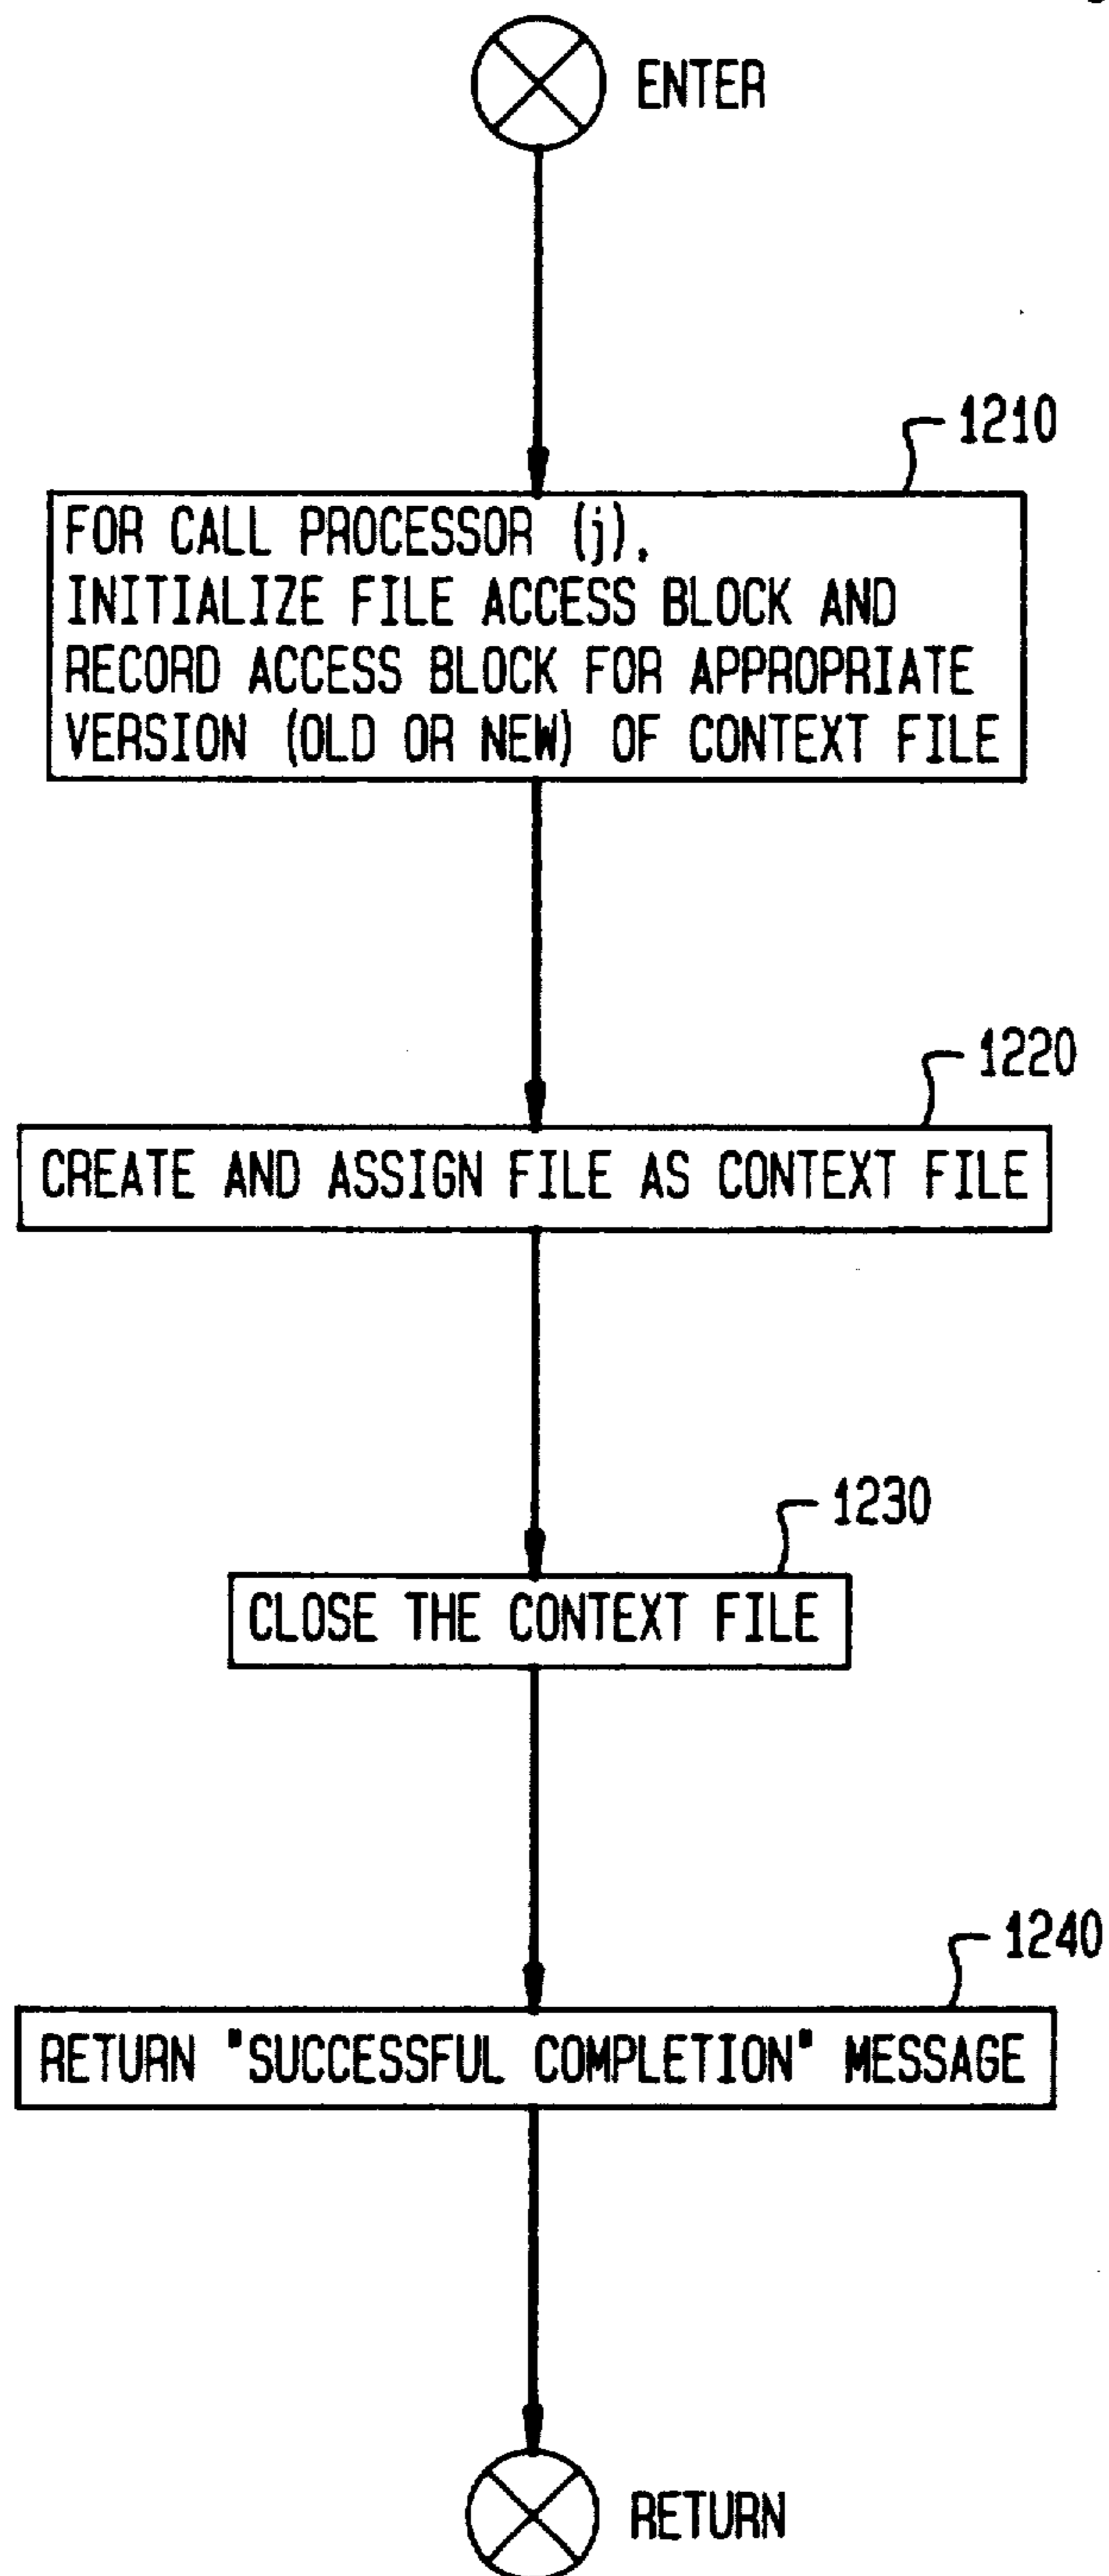 ENTER
1210
FOR CALL PROCESSOR (j),
INITIALIZE FILE ACCESS BLOCK AND
RECORD ACCESS BLOCK FOR APPROPRIATE
VERSION (OLD OR NEW) OF CONTEXT FILE
1220
CREATE AND ASSIGN FILE AS CONTEXT FILE
1230
CLOSE THE CONTEXT FILE
1240
RETURN "SUCCESSFUL COMPLETION" MESSAGE
RETURN